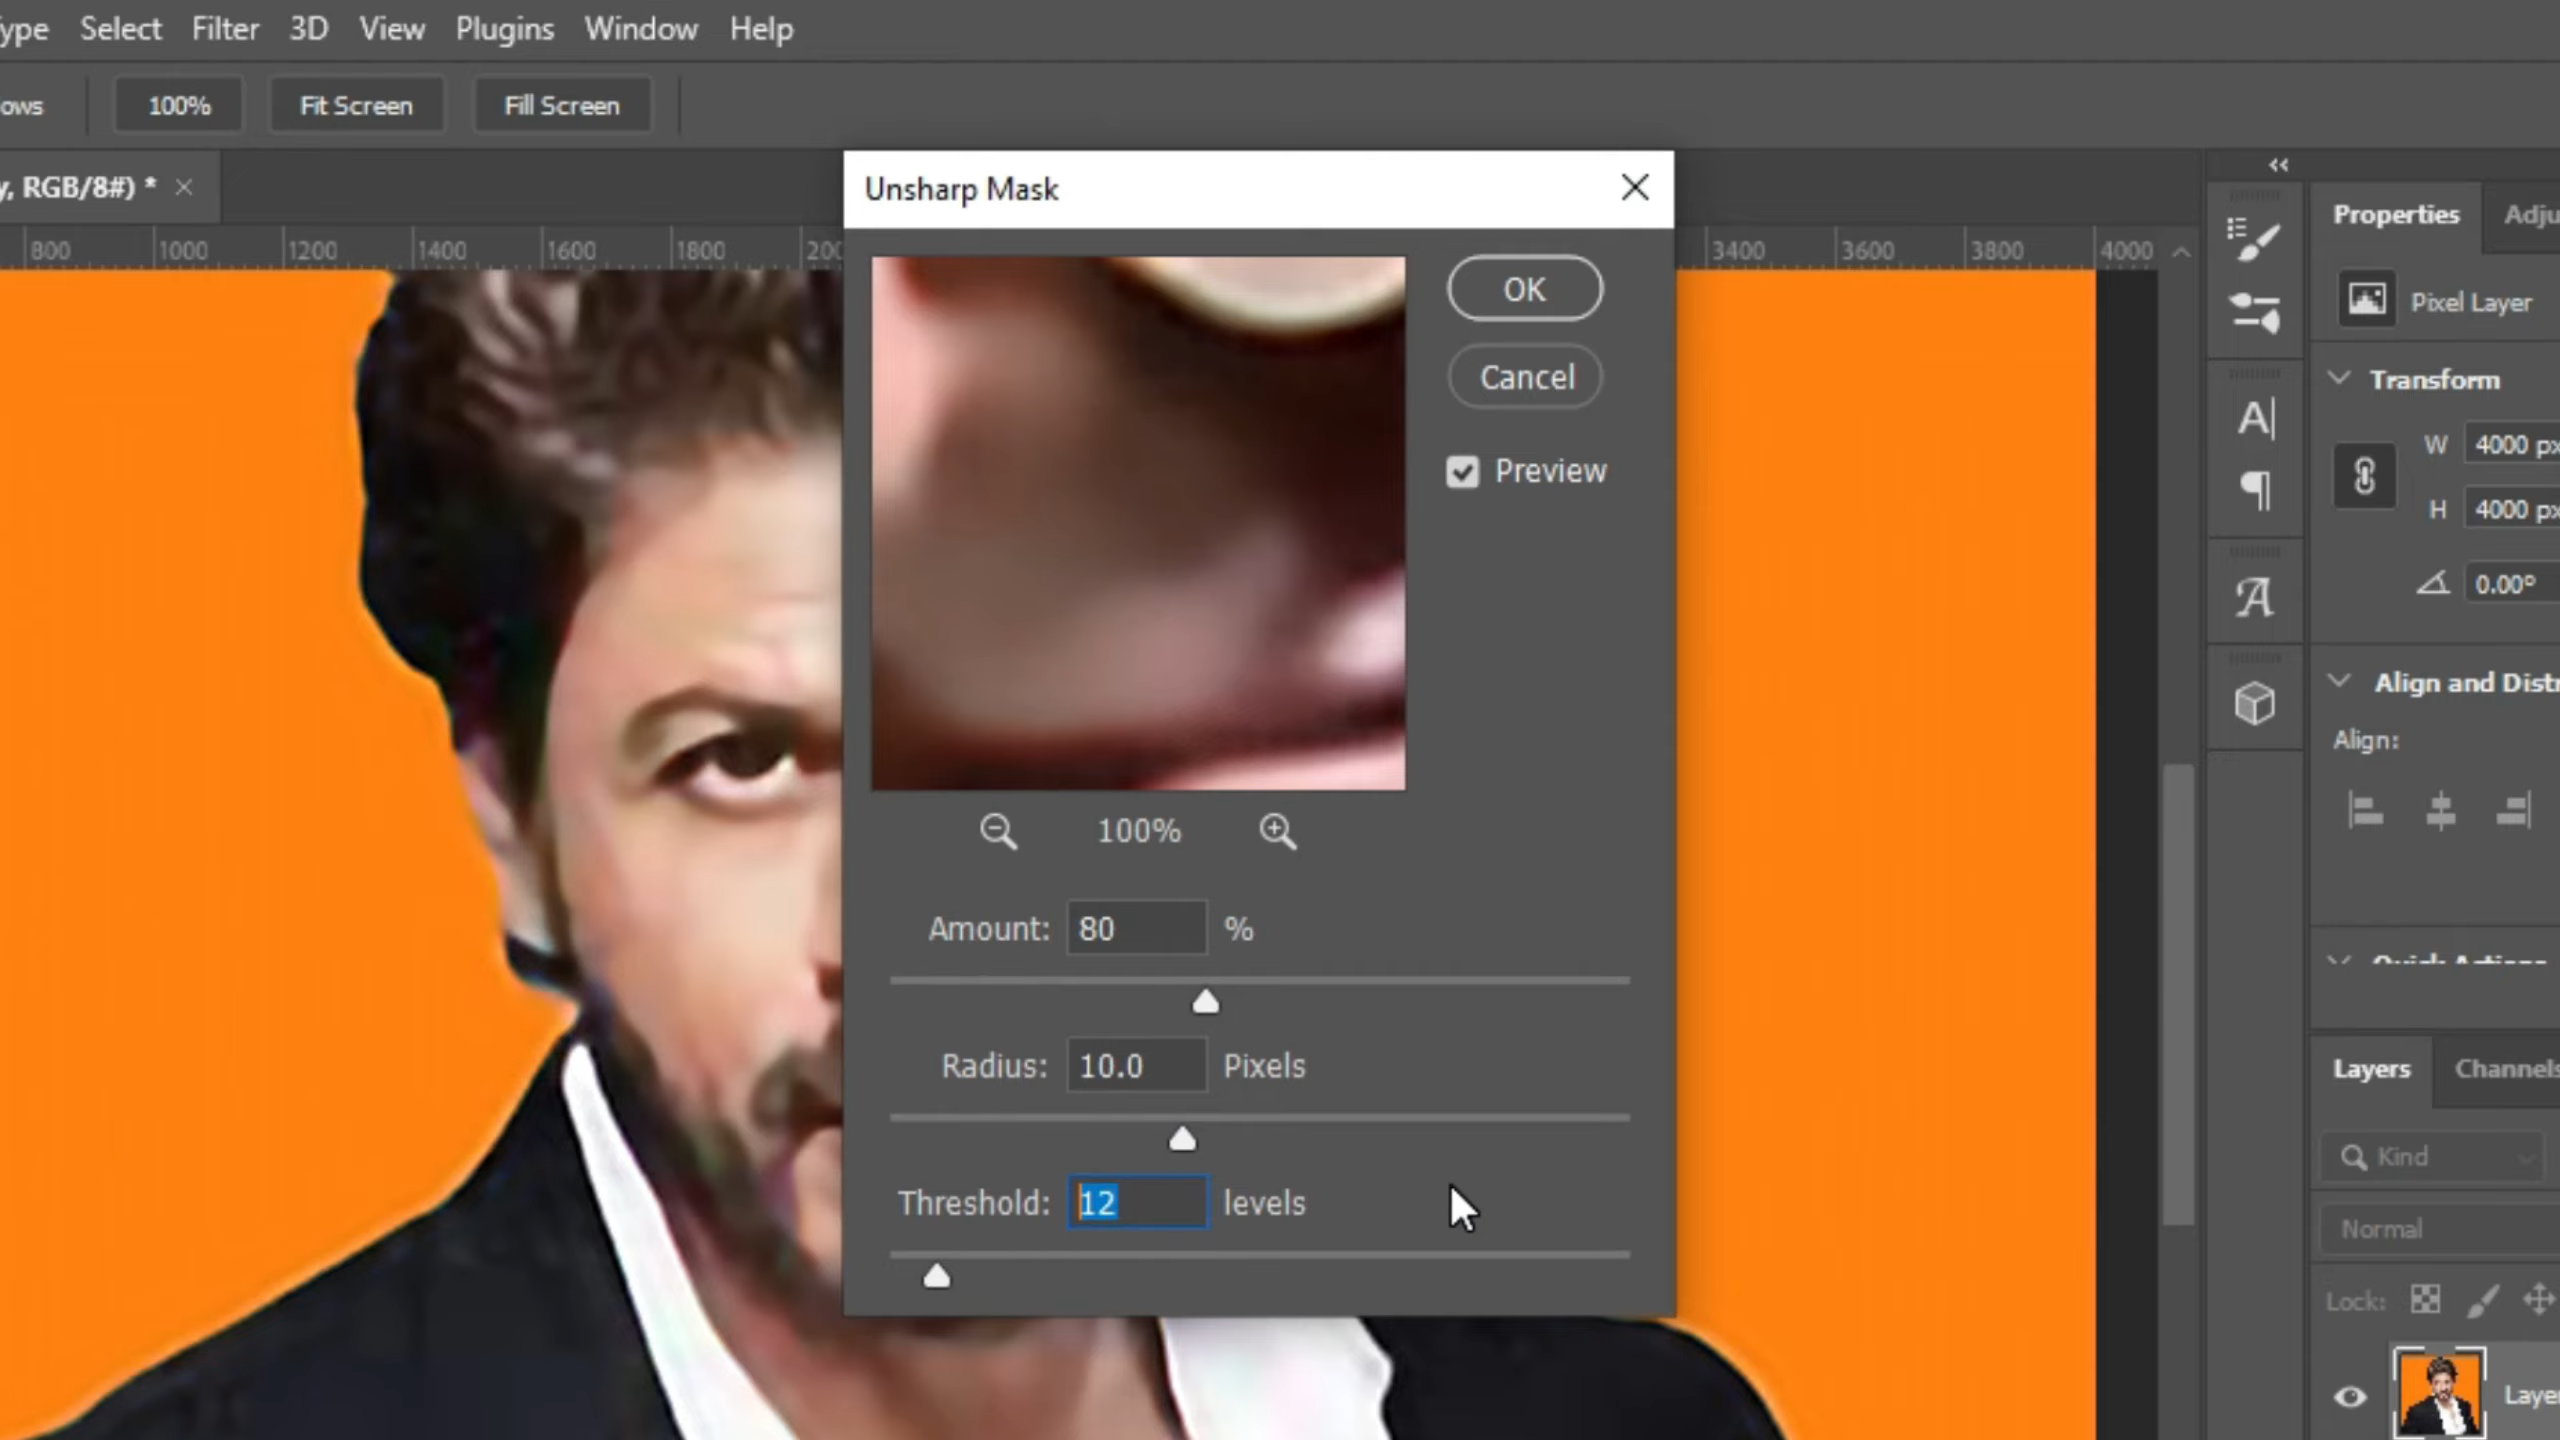 ype Select Filter 3D View Plugins Window Help
ows 100% Fit Screen Fill Screen
y, RGB/8#) *
800 1000 1200 1400 1600 1800 200 3400 3600 3800 4000
Unsharp Mask
OK
Cancel
Preview
100%
Amount: 80 %
Radius: 10.0 Pixels
Threshold: 12 levels
Properties Adju
Pixel Layer
Transform
W 4000 px
H 4000 px
0.00°
Align and Distr
Align:
Quick Actions
Layers Channels
Kind
Normal
Lock:
Layer